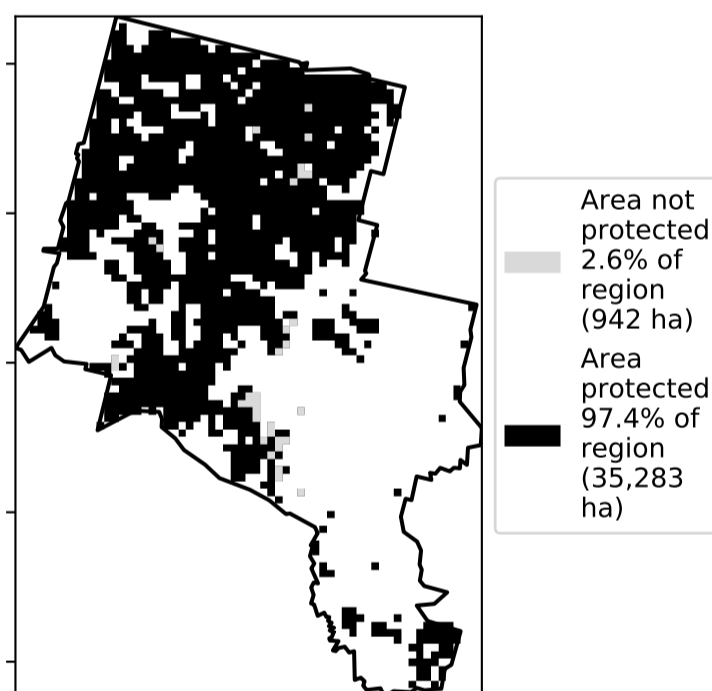 Area not
protected
2.6% of
region
(942 ha)
Area
protected
97.4% of
region
(35,283
ha)